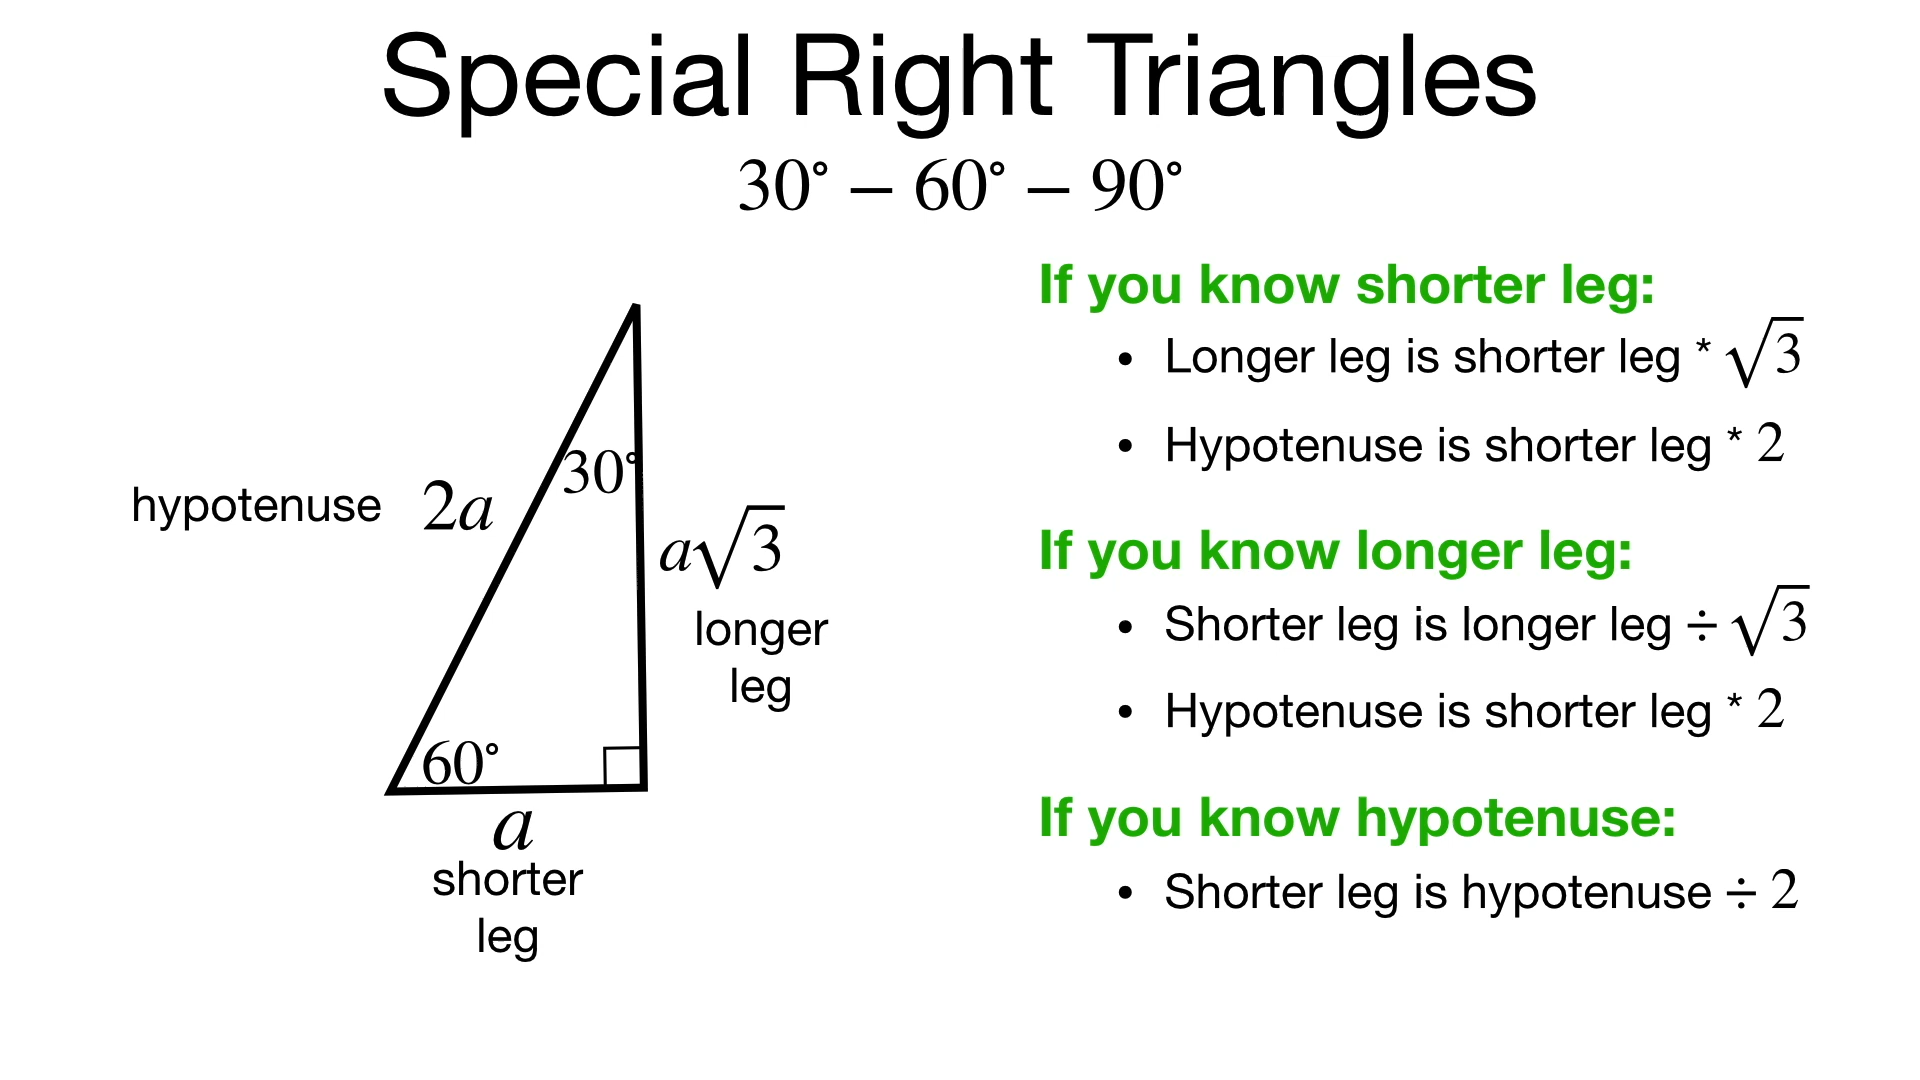 Special Right Triangles
30° – 60° – 90°
30°
hypotenuse 2a
a√3
longer
leg
60°
a
shorter
leg
If you know shorter leg:
• Longer leg is shorter leg * √3
• Hypotenuse is shorter leg * 2
If you know longer leg:
• Shorter leg is longer leg ÷ √3
• Hypotenuse is shorter leg * 2
If you know hypotenuse:
• Shorter leg is hypotenuse ÷ 2